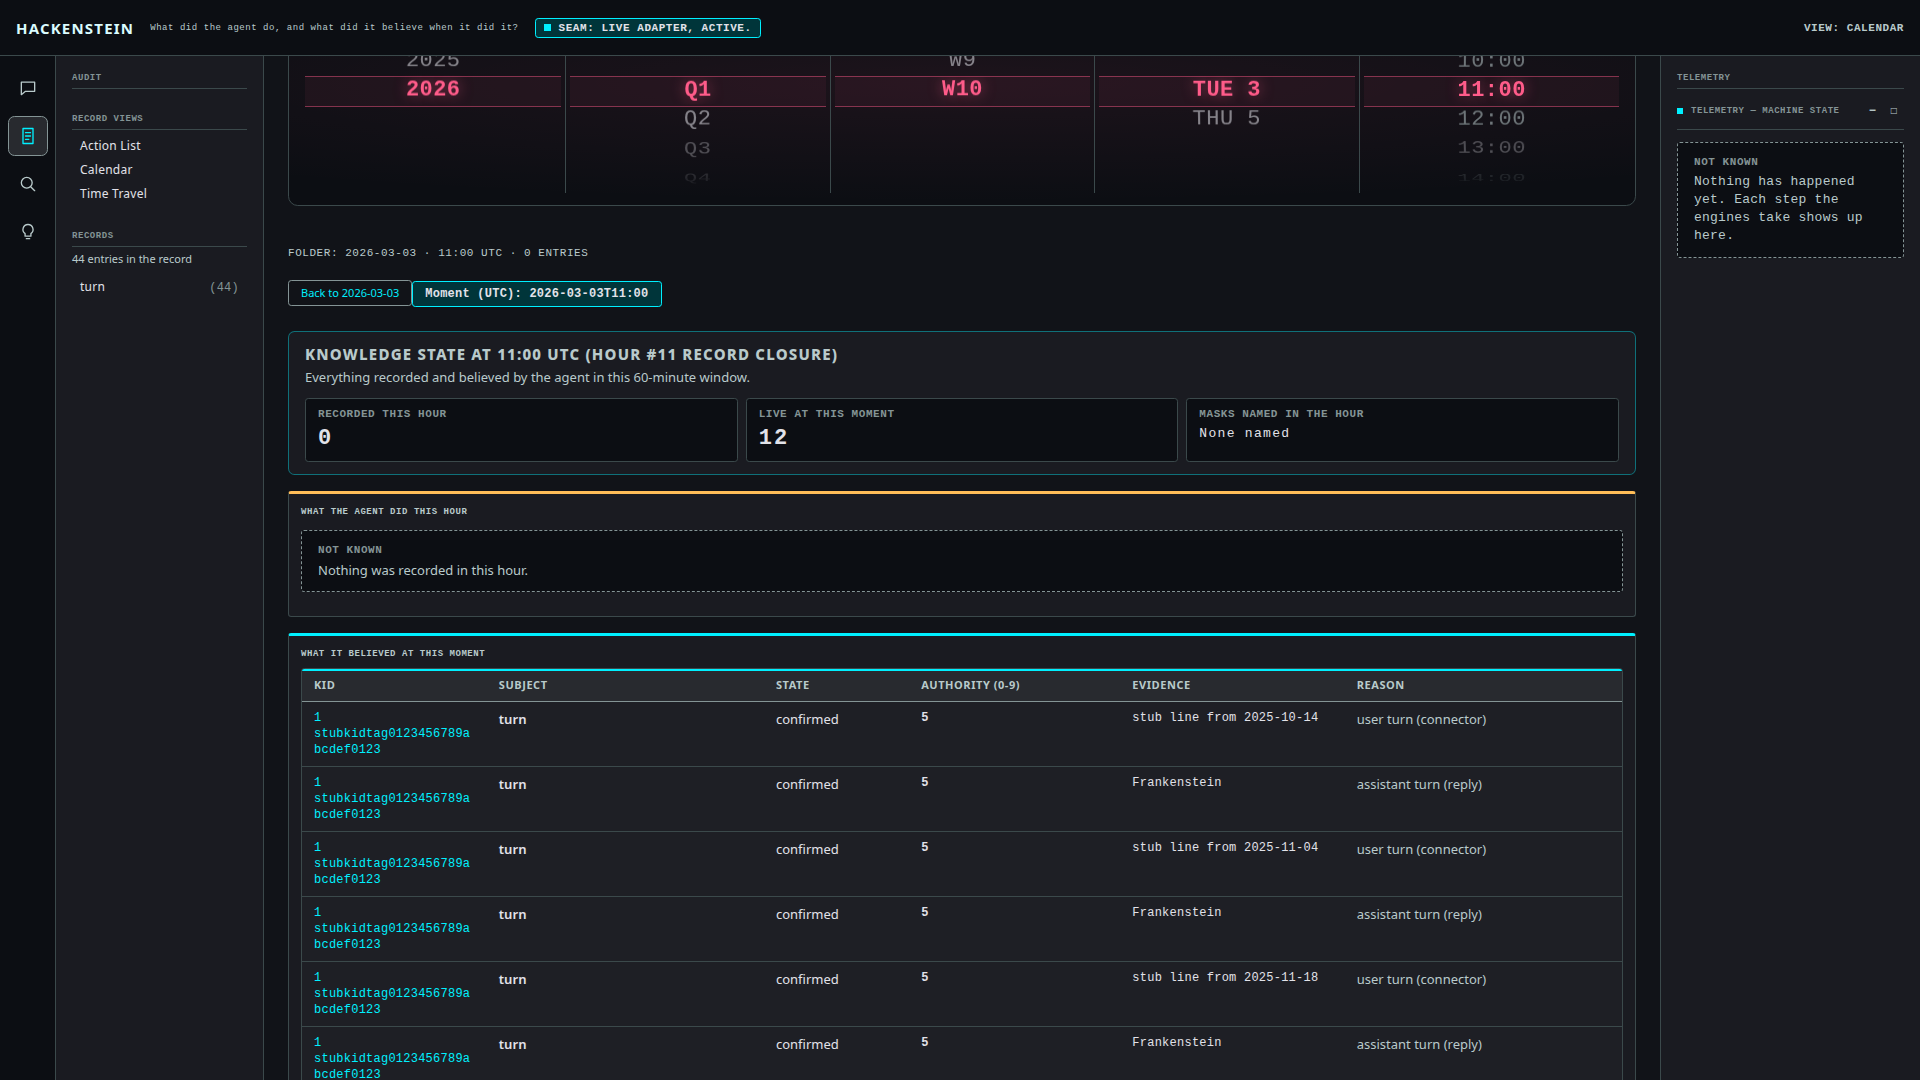 HACKENSTEIN
What did the agent do, and what did it believe when it did it?
SEAM: LIVE ADAPTER, ACTIVE.
VIEW: CALENDAR
AUDIT
RECORD VIEWS
Action List
Calendar
Time Travel
RECORDS
44 entries in the record
turn (44)
2025 W9 10:00
2026 Q1 W10 TUE 3 11:00
Q2 THU 5 12:00
Q3 13:00
Q4 14:00
FOLDER: 2026-03-03 · 11:00 UTC · 0 ENTRIES
Back to 2026-03-03
Moment (UTC): 2026-03-03T11:00
KNOWLEDGE STATE AT 11:00 UTC (HOUR #11 RECORD CLOSURE)
Everything recorded and believed by the agent in this 60-minute window.
RECORDED THIS HOUR
0
LIVE AT THIS MOMENT
12
MASKS NAMED IN THE HOUR
None named
WHAT THE AGENT DID THIS HOUR
NOT KNOWN
Nothing was recorded in this hour.
WHAT IT BELIEVED AT THIS MOMENT
KID SUBJECT STATE AUTHORITY (0-9) EVIDENCE REASON
1 turn confirmed 5 stub line from 2025-10-14 user turn (connector)
stubkidtag0123456789a
bcdef0123
1 turn confirmed 5 Frankenstein assistant turn (reply)
stubkidtag0123456789a
bcdef0123
1 turn confirmed 5 stub line from 2025-11-04 user turn (connector)
stubkidtag0123456789a
bcdef0123
1 turn confirmed 5 Frankenstein assistant turn (reply)
stubkidtag0123456789a
bcdef0123
1 turn confirmed 5 stub line from 2025-11-18 user turn (connector)
stubkidtag0123456789a
bcdef0123
1 turn confirmed 5 Frankenstein assistant turn (reply)
stubkidtag0123456789a
bcdef0123
TELEMETRY
TELEMETRY — MACHINE STATE
NOT KNOWN
Nothing has happened
yet. Each step the
engines take shows up
here.